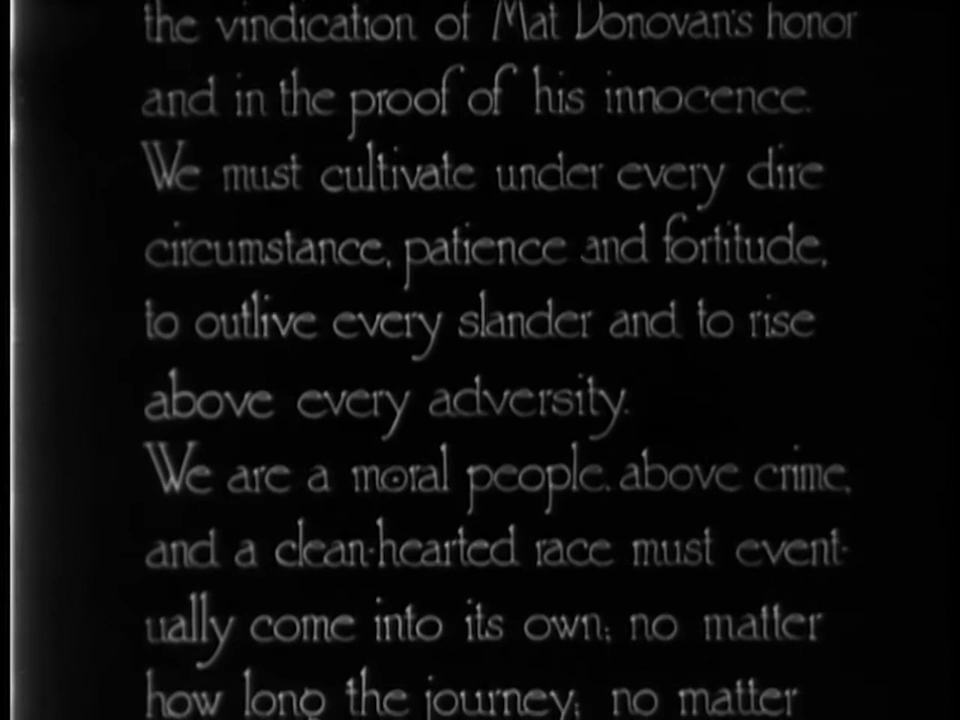 the vindication of Mat Donovan's honor
and in the proof of his innocence.
We must cultivate under every dire
circumstance, patience and fortitude,
to outlive every slander and to rise
above every adversity.
We are a moral people, above crime,
and a clean-hearted race must event-
ually come into its own; no matter
how long the journey; no matter